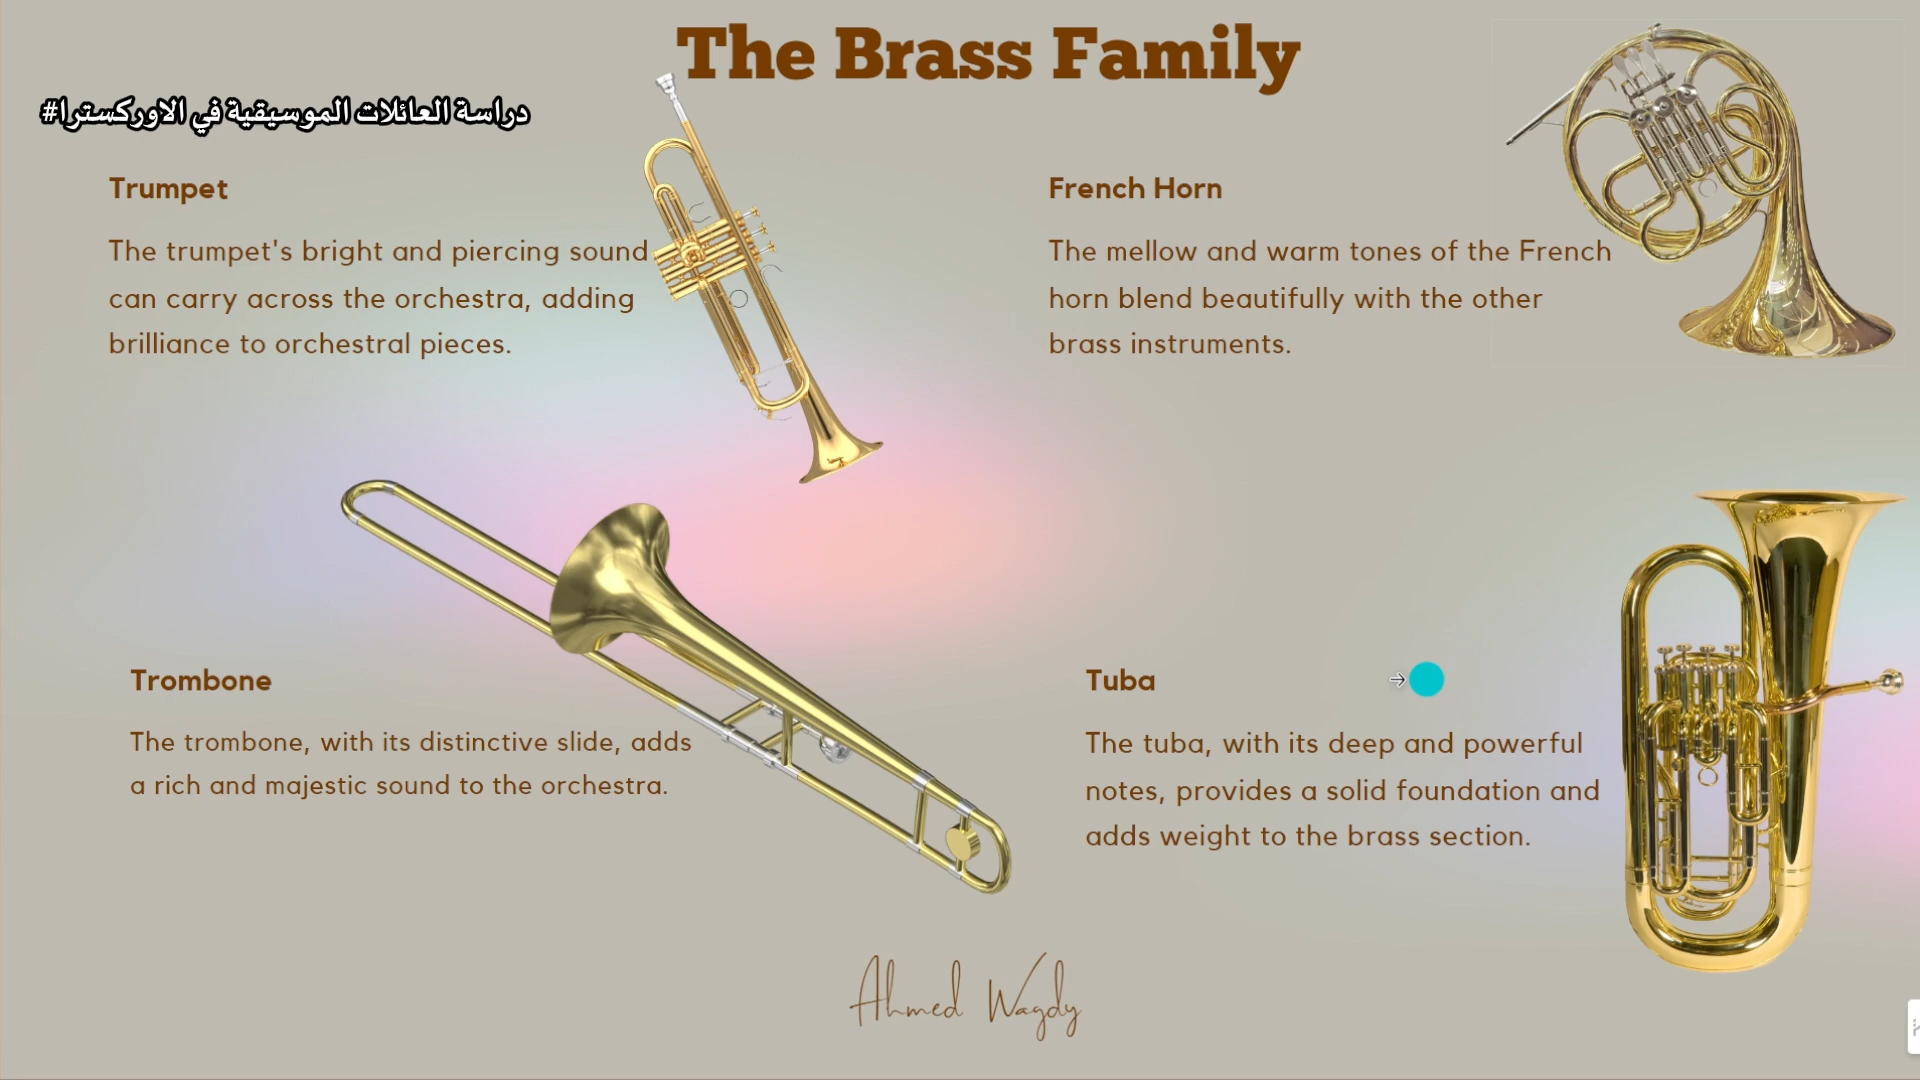 The Brass Family
#دراسة العائلات الموسيقية في الاوركسترا
Trumpet
The trumpet's bright and piercing sound
can carry across the orchestra, adding
brilliance to orchestral pieces.
French Horn
The mellow and warm tones of the French
horn blend beautifully with the other
brass instruments.
Trombone
The trombone, with its distinctive slide, adds
a rich and majestic sound to the orchestra.
Tuba
The tuba, with its deep and powerful
notes, provides a solid foundation and
adds weight to the brass section.
Ahmed Wagdy